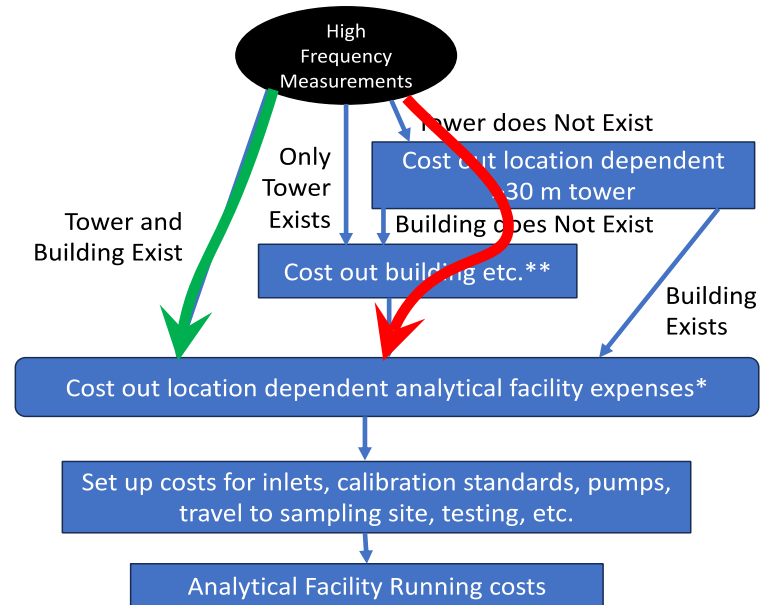 High
Frequency
Measurements
Tower does Not Exist
Only
Tower
Exists
Cost out location dependent
30 m tower
Tower and
Building Exist
Building does Not Exist
Cost out building etc.**
Building
Exists
Cost out location dependent analytical facility expenses*
Set up costs for inlets, calibration standards, pumps,
travel to sampling site, testing, etc.
Analytical Facility Running costs